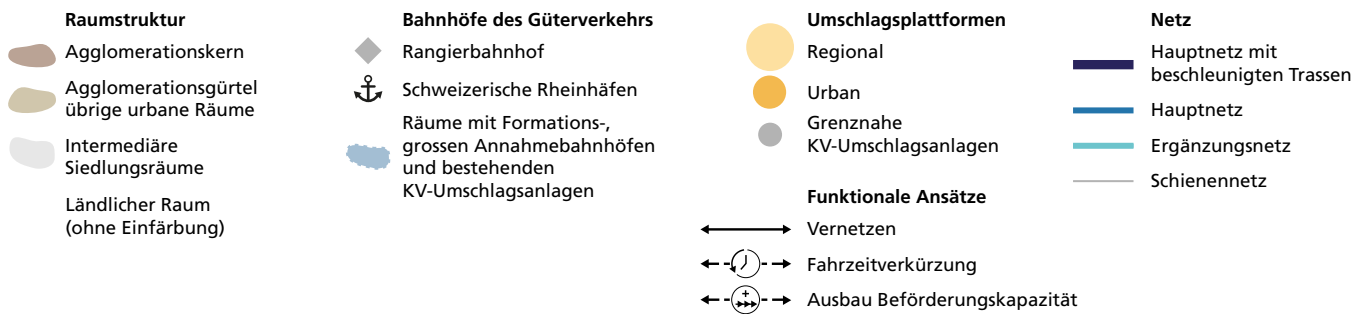 Raumstruktur
Agglomerationskern
Agglomerationsgürtel
übrige urbane Räume
Intermediäre
Siedlungsräume
Ländlicher Raum
(ohne Einfärbung)
Bahnhöfe des Güterverkehrs
Rangierbahnhof
Schweizerische Rheinhäfen
Räume mit Formations-,
grossen Annahmebahnhöfen
und bestehenden
KV-Umschlagsanlagen
Umschlagsplattformen
Regional
Urban
Grenznahe
KV-Umschlagsanlagen
Funktionale Ansätze
Vernetzen
Fahrzeitverkürzung
Ausbau Beförderungskapazität
Netz
Hauptnetz mit
beschleunigten Trassen
Hauptnetz
Ergänzungsnetz
Schienennetz